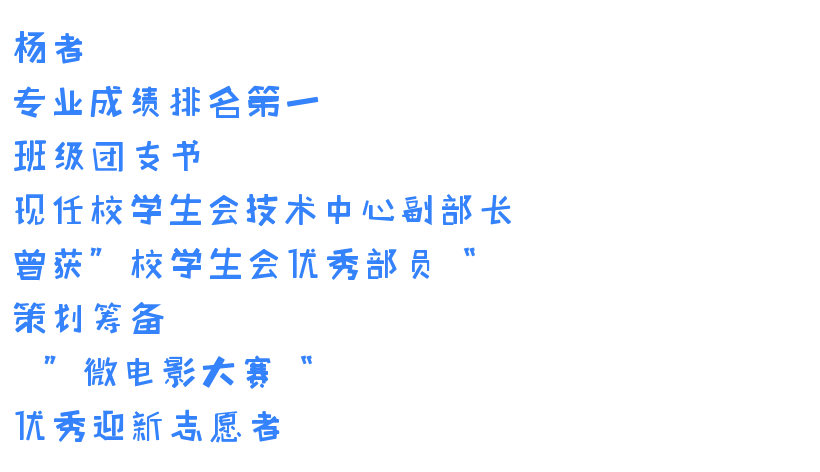 杨者
专业成绩排名第一
班级团支书
现任校学生会技术中心副部长
曾获”校学生会优秀部员“
策划筹备
”微电影大赛“
优秀迎新志愿者